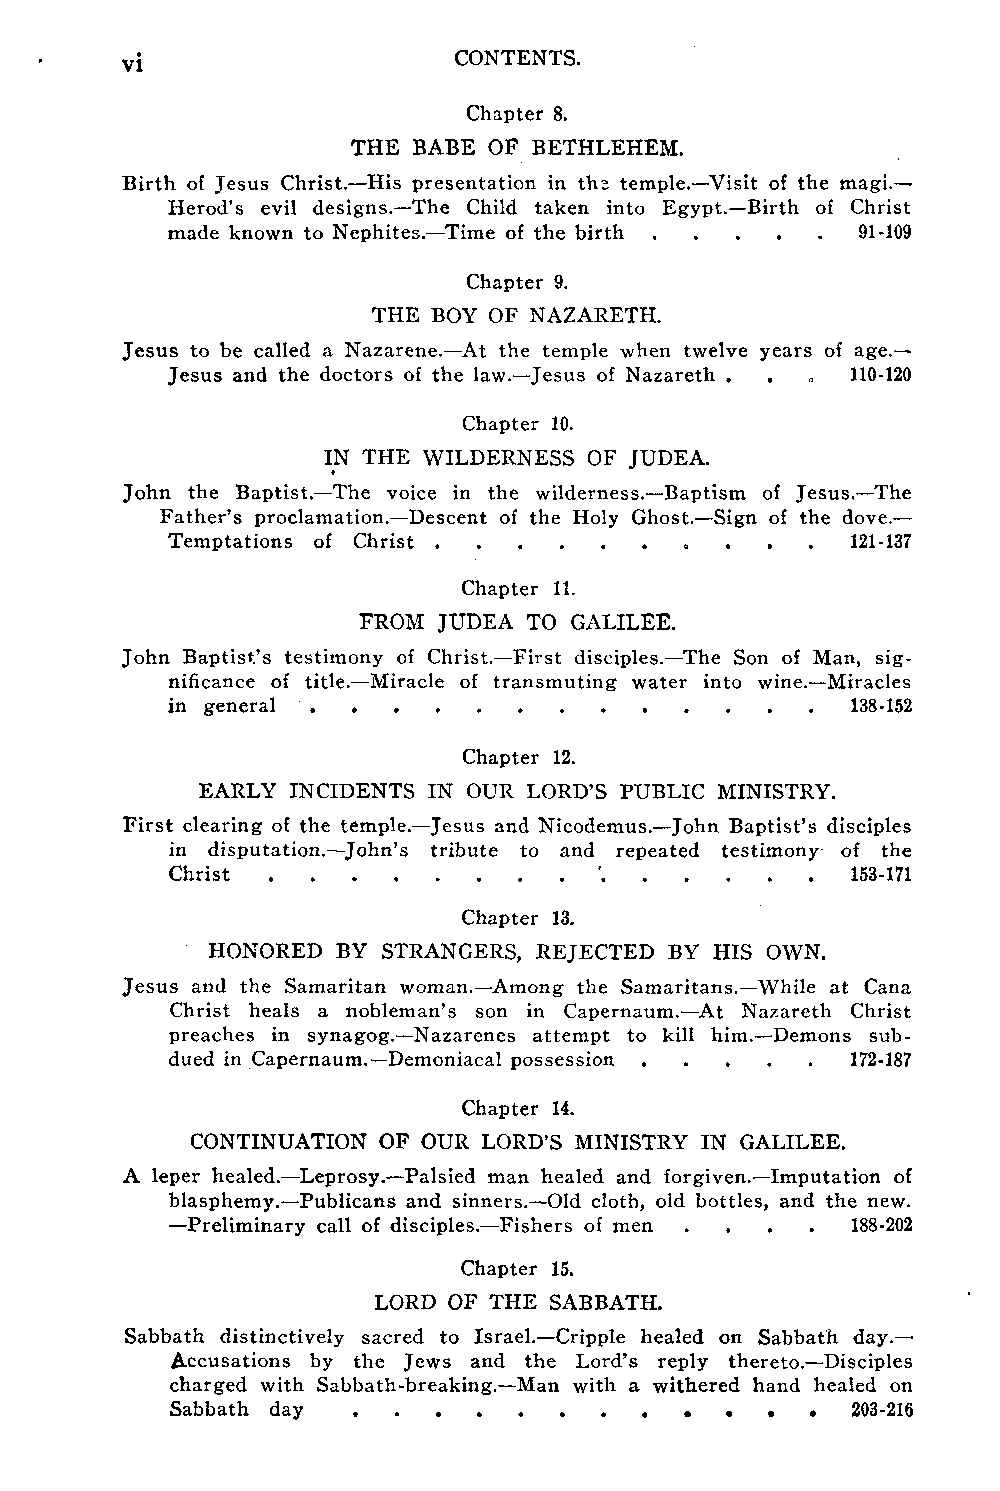 vi CONTENTS.
Chapter 8.
THE BABE OF BETHLEHEM.
Birth of Jesus Christ.—His presentation in the temple.—Visit of the magi.—
Herod's evil designs.—The Child taken into Egypt.—Birth of Christ
made known to Nephites.—Time of the birth . . . . . 91-109
Chapter 9.
THE BOY OF NAZARETH.
Jesus to be called a Nazarene.—At the temple when twelve years of age.—
Jesus and the doctors of the law.—Jesus of Nazareth . . . 110-120
Chapter 10.
IN THE WILDERNESS OF JUDEA.
John the Baptist.—The voice in the wilderness.—Baptism of Jesus.—The
Father's proclamation.—Descent of the Holy Ghost.—Sign of the dove.—
Temptations of Christ . . . . . . . . . . 121-137
Chapter 11.
FROM JUDEA TO GALILEE.
John Baptist's testimony of Christ.—First disciples.—The Son of Man, sig-
nificance of title.—Miracle of transmuting water into wine.—Miracles
in general . . . . . . . . . . . . . 138-152
Chapter 12.
EARLY INCIDENTS IN OUR LORD'S PUBLIC MINISTRY.
First clearing of the temple.—Jesus and Nicodemus.—John Baptist's disciples
in disputation.—John's tribute to and repeated testimony of the
Christ . . . . . . . . . . . . . . 153-171
Chapter 13.
HONORED BY STRANGERS, REJECTED BY HIS OWN.
Jesus and the Samaritan woman.—Among the Samaritans.—While at Cana
Christ heals a nobleman's son in Capernaum.—At Nazareth Christ
preaches in synagog.—Nazarenes attempt to kill him.—Demons sub-
dued in Capernaum.—Demoniacal possession . . . . . 172-187
Chapter 14.
CONTINUATION OF OUR LORD'S MINISTRY IN GALILEE.
A leper healed.—Leprosy.—Palsied man healed and forgiven.—Imputation of
blasphemy.—Publicans and sinners.—Old cloth, old bottles, and the new.
—Preliminary call of disciples.—Fishers of men . . . . 188-202
Chapter 15.
LORD OF THE SABBATH.
Sabbath distinctively sacred to Israel.—Cripple healed on Sabbath day.—
Accusations by the Jews and the Lord's reply thereto.—Disciples
charged with Sabbath-breaking.—Man with a withered hand healed on
Sabbath day . . . . . . . . . . . . 203-216